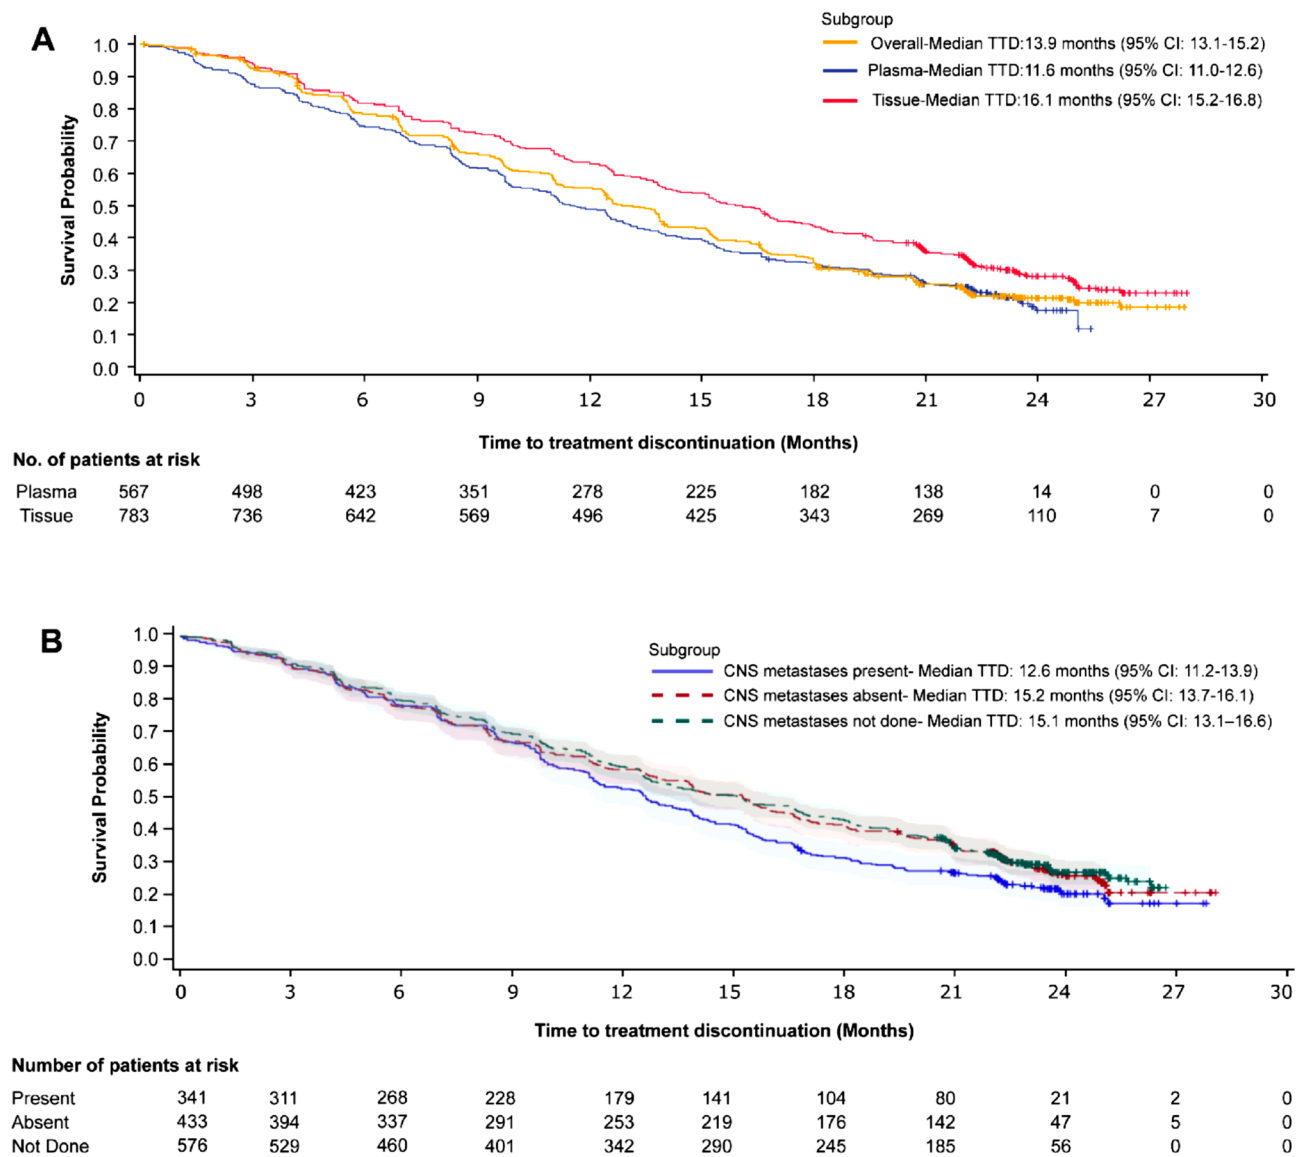 A
Subgroup
Overall-Median TTD:13.9 months (95% CI: 13.1-15.2)
Plasma-Median TTD:11.6 months (95% CI: 11.0-12.6)
Tissue-Median TTD:16.1 months (95% CI: 15.2-16.8)
Survival Probability
1.0
0.9
0.8
0.7
0.6
0.5
0.4
0.3
0.2
0.1
0.0
0 3 6 9 12 15 18 21 24 27 30
Time to treatment discontinuation (Months)
No. of patients at risk
Plasma 567 498 423 351 278 225 182 138 14 0 0
Tissue 783 736 642 569 496 425 343 269 110 7 0
B
Subgroup
CNS metastases present- Median TTD: 12.6 months (95% CI: 11.2-13.9)
CNS metastases absent- Median TTD: 15.2 months (95% CI: 13.7-16.1)
CNS metastases not done- Median TTD: 15.1 months (95% CI: 13.1–16.6)
Survival Probability
1.0
0.9
0.8
0.7
0.6
0.5
0.4
0.3
0.2
0.1
0.0
0 3 6 9 12 15 18 21 24 27 30
Time to treatment discontinuation (Months)
Number of patients at risk
Present 341 311 268 228 179 141 104 80 21 2 0
Absent 433 394 337 291 253 219 176 142 47 5 0
Not Done 576 529 460 401 342 290 245 185 56 0 0